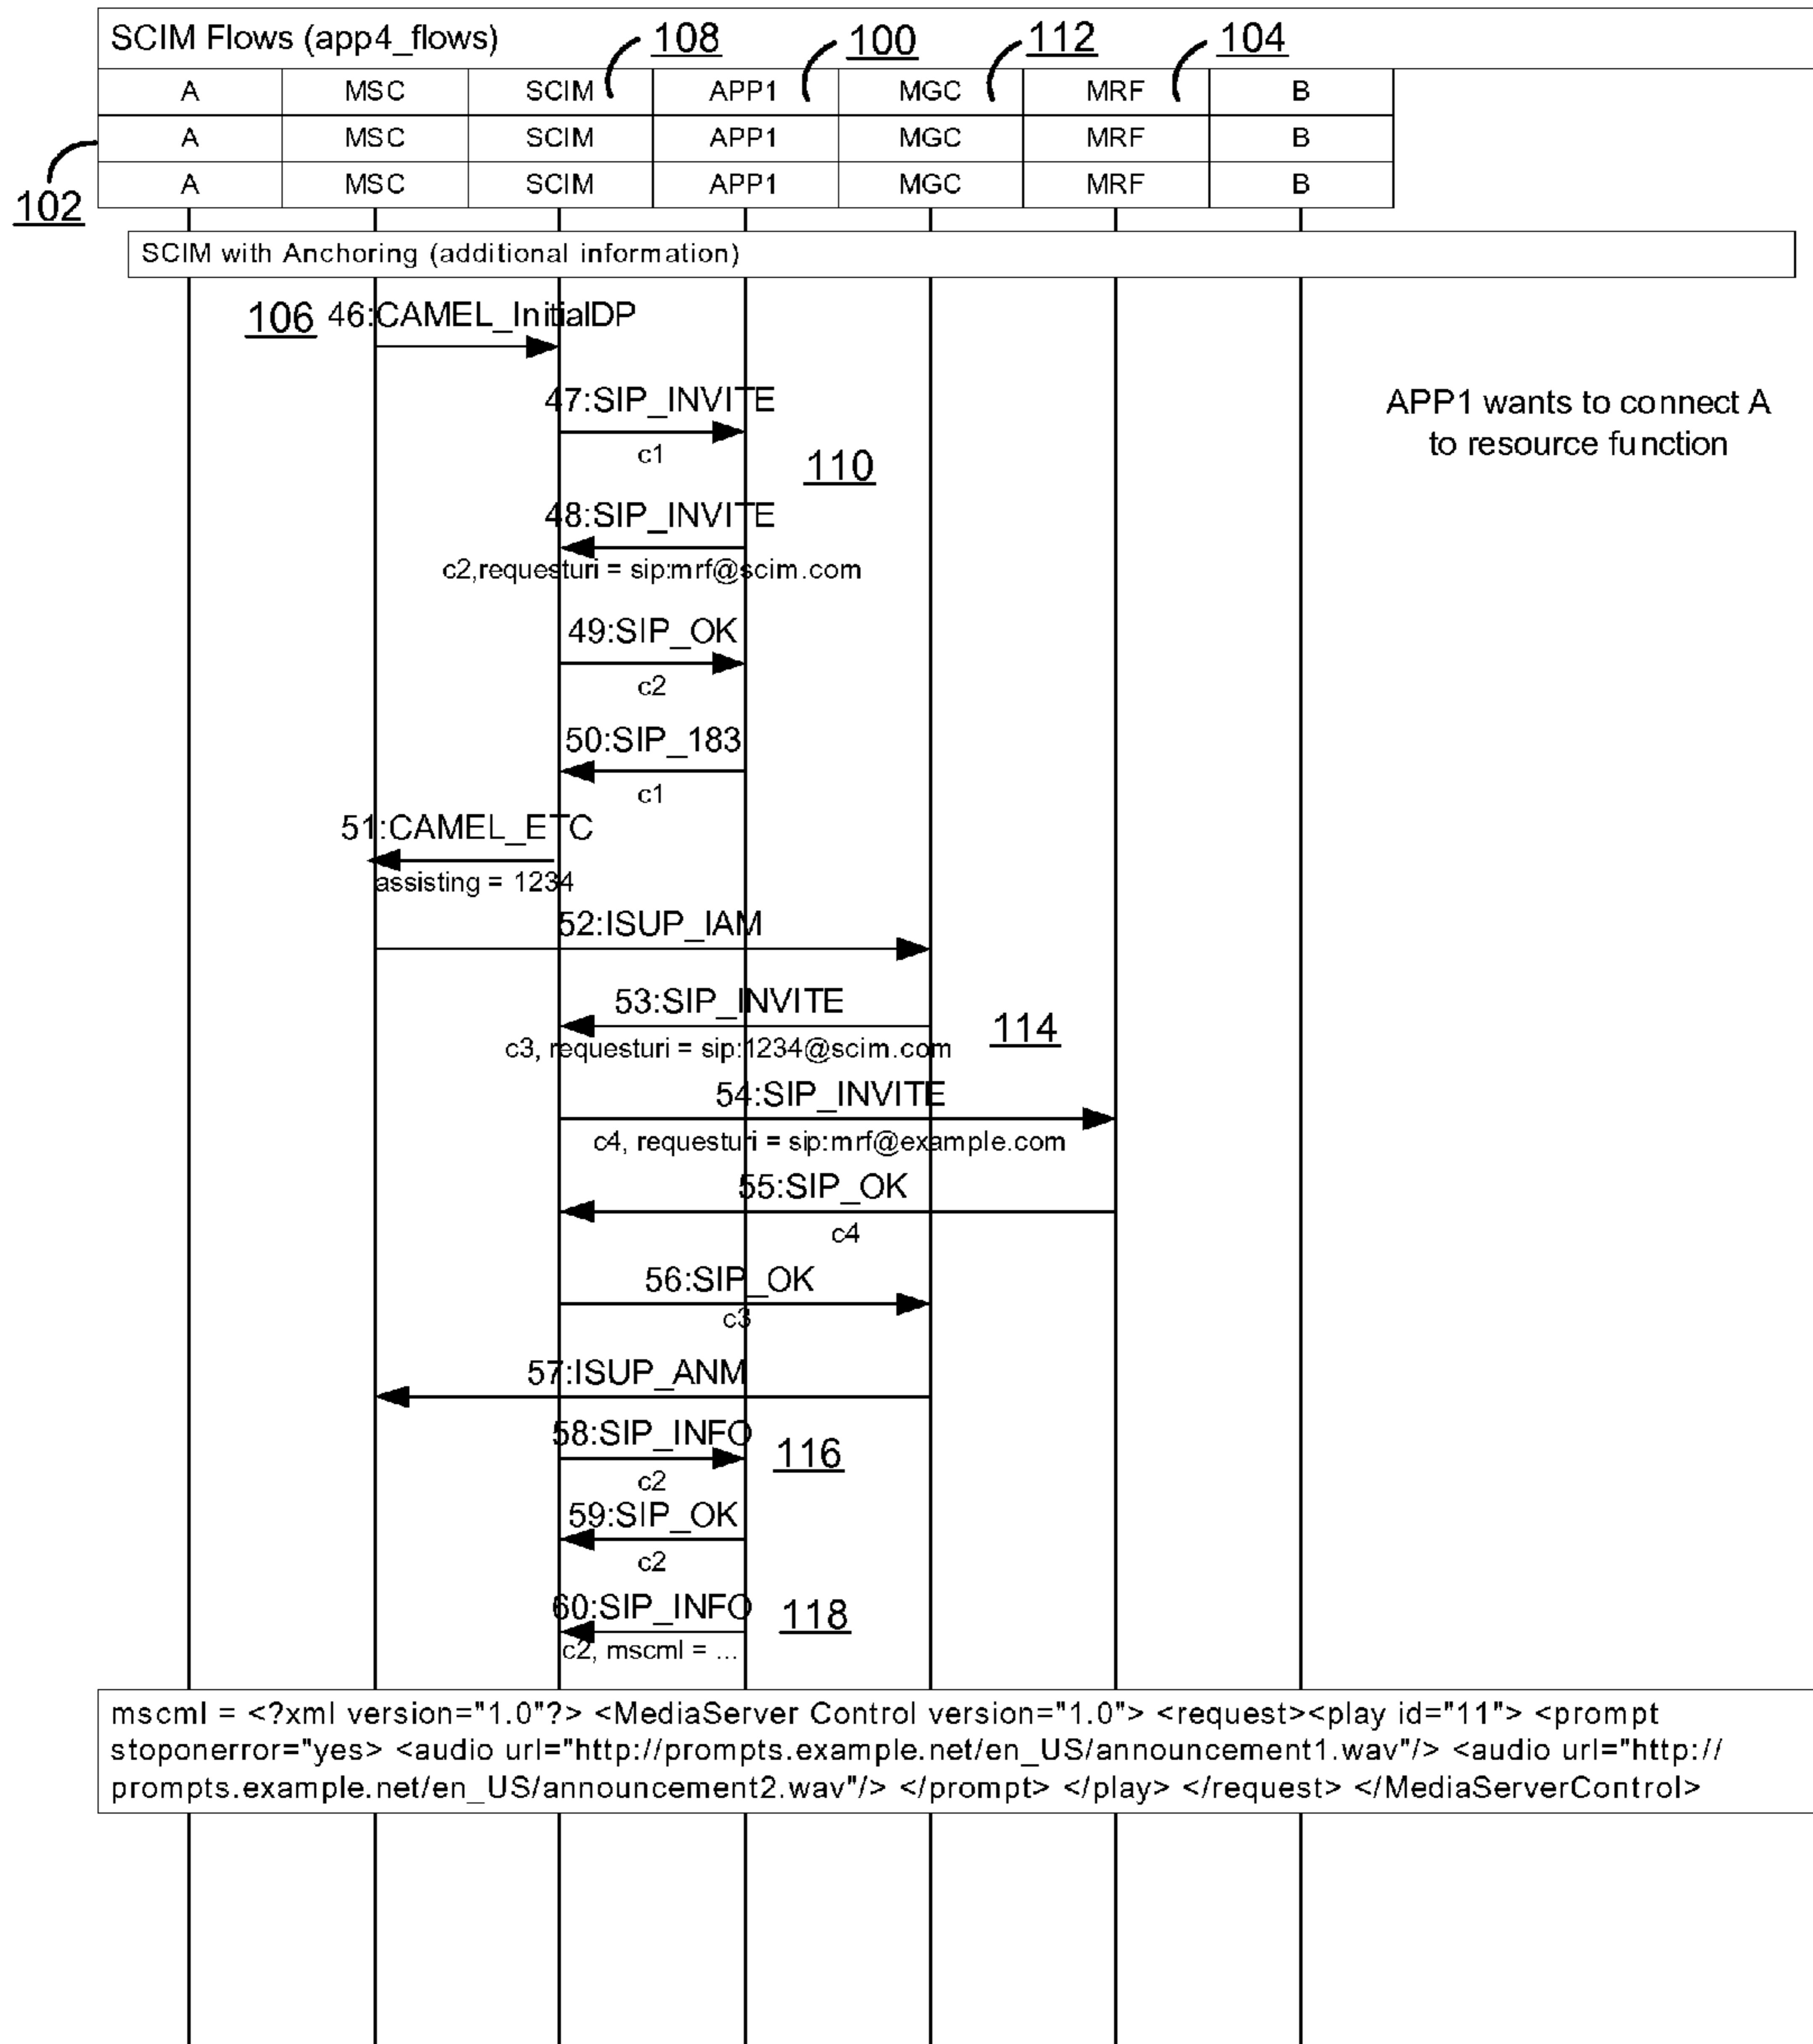 SCIM Flows (app4_flows)
108
100
112
104
A MSC SCIM APP1 MGC MRF B
A MSC SCIM APP1 MGC MRF B
A MSC SCIM APP1 MGC MRF B
102
SCIM with Anchoring (additional information)
106
46:CAMEL_InitialDP
47:SIP_INVITE
c1
APP1 wants to connect A
to resource function
110
48:SIP_INVITE
c2,requesturi = sip:mrf@scim.com
49:SIP_OK
c2
50:SIP_183
c1
51:CAMEL_ETC
assisting = 1234
52:ISUP_IAM
53:SIP_INVITE
c3, requesturi = sip:1234@scim.com
114
54:SIP_INVITE
c4, requesturi = sip:mrf@example.com
55:SIP_OK
c4
56:SIP_OK
c3
57:ISUP_ANM
58:SIP_INFO
c2
116
59:SIP_OK
c2
60:SIP_INFO
c2, mscml = ...
118
mscml = <?xml version="1.0"?> <MediaServer Control version="1.0"> <request><play id="11"> <prompt
stoponerror="yes> <audio url="http://prompts.example.net/en_US/announcement1.wav"/> <audio url="http://
prompts.example.net/en_US/announcement2.wav"/> </prompt> </play> </request> </MediaServerControl>